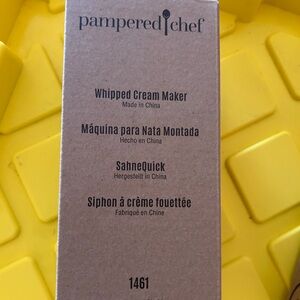 pampered chef
Whipped Cream Maker
Made in China
Máquina para Nata Montada
Hecho en China
SahneQuick
Hergestellt in China
Siphon à crème fouettée
Fabriqué en Chine
1461